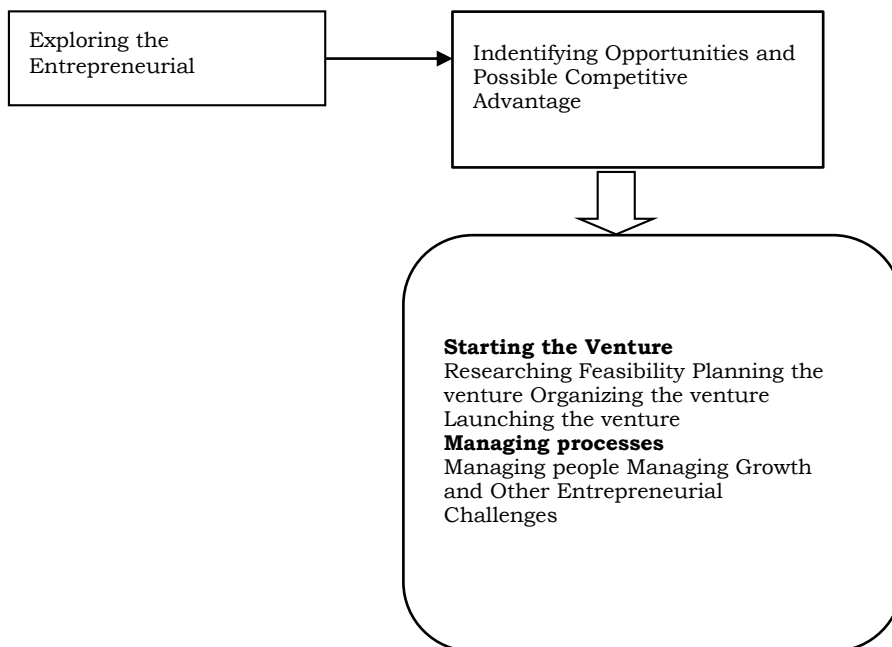 Exploring the
Entrepreneurial
Indentifying Opportunities and
Possible Competitive
Advantage
Starting the Venture
Researching Feasibility Planning the
venture Organizing the venture
Launching the venture
Managing processes
Managing people Managing Growth
and Other Entrepreneurial
Challenges